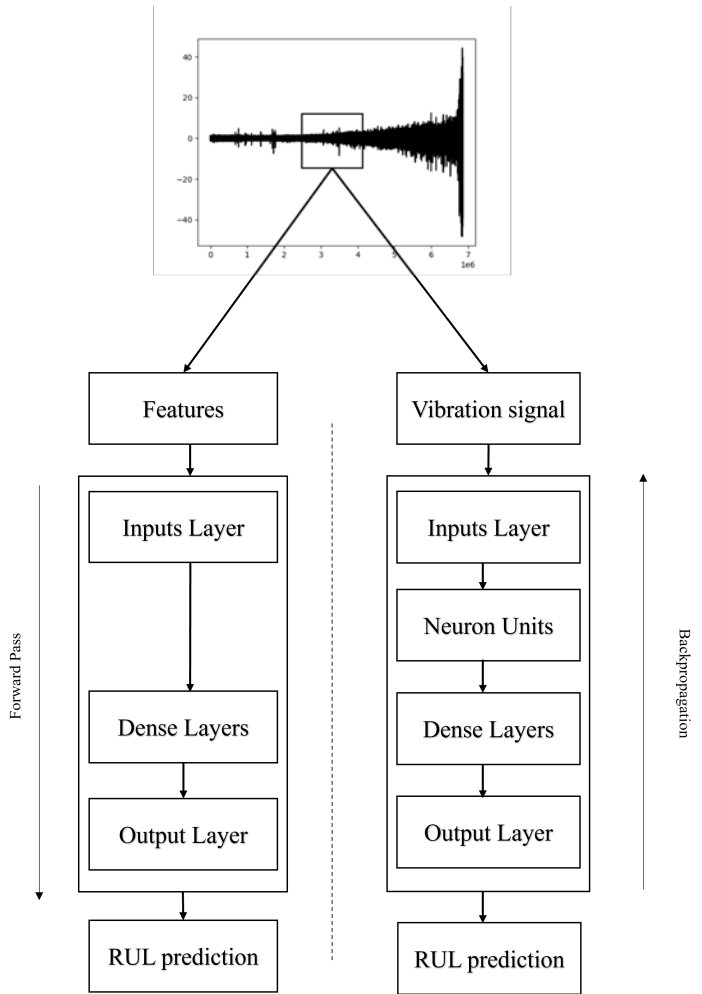 40
20
0
−20
−40
0
1
2
3
4
5
6
7
1e6
Features
Vibration signal
Inputs Layer
Inputs Layer
Neuron Units
Forward Pass
Backpropagation
Dense Layers
Dense Layers
Output Layer
Output Layer
RUL prediction
RUL prediction